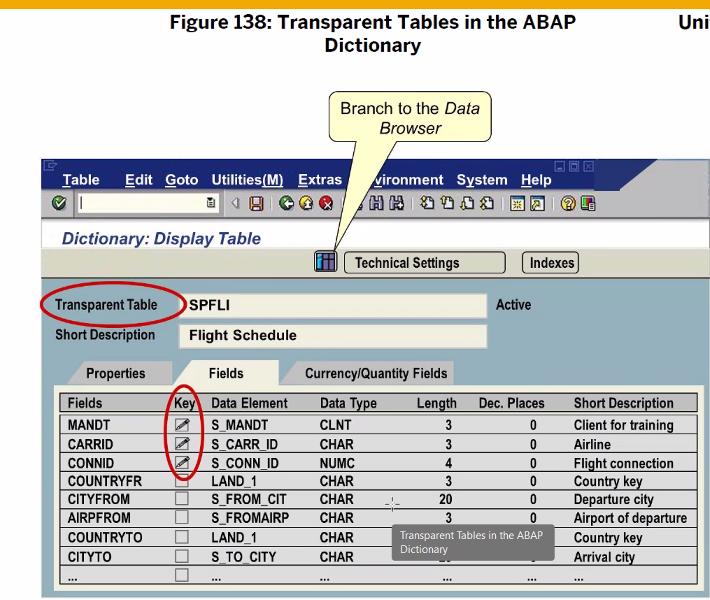 Figure 138: Transparent Tables in the ABAP
Dictionary
Uni
Branch to the Data
Browser
Table Edit Goto Utilities(M) Extras vironment System Help
Dictionary: Display Table
Technical Settings Indexes
Transparent Table SPFLI Active
Short Description Flight Schedule
Properties Fields Currency/Quantity Fields
Fields Key Data Element Data Type Length Dec. Places Short Description
MANDT S_MANDT CLNT 3 0 Client for training
CARRID S_CARR_ID CHAR 3 0 Airline
CONNID S_CONN_ID NUMC 4 0 Flight connection
COUNTRYFR LAND_1 CHAR 3 0 Country key
CITYFROM S_FROM_CIT CHAR 20 0 Departure city
AIRPFROM S_FROMAIRP CHAR 3 0 Airport of departure
COUNTRYTO LAND_1 CHAR Country key
Transparent Tables in the ABAP
Dictionary
CITYTO S_TO_CITY CHAR Arrival city
... ... ... ... ... ...